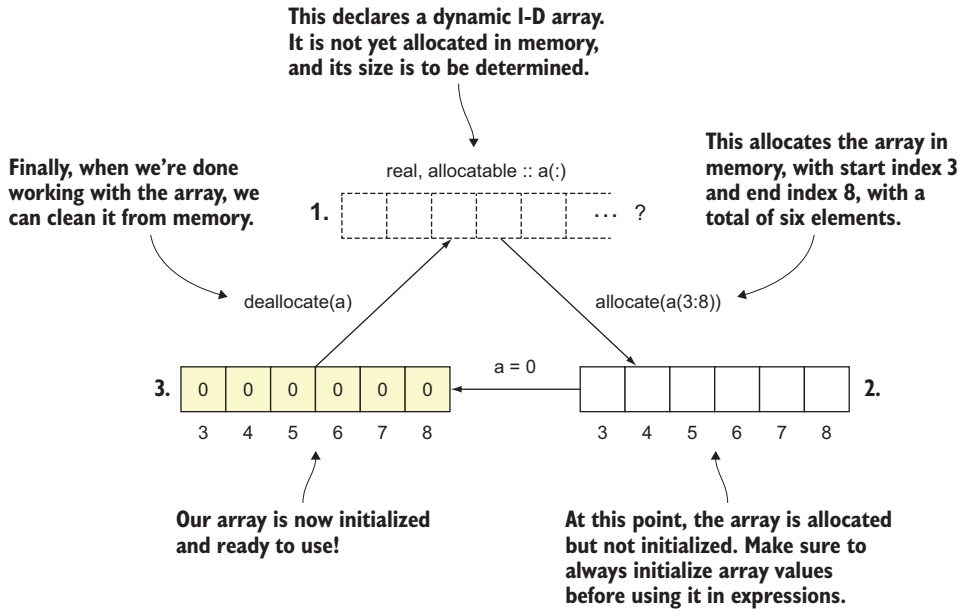 This declares a dynamic 1-D array.
It is not yet allocated in memory,
and its size is to be determined.
Finally, when we're done
working with the array, we
can clean it from memory.
real, allocatable :: a(:)
This allocates the array in
memory, with start index 3
and end index 8, with a
total of six elements.
1. ... ?
deallocate(a)
allocate(a(3:8))
a = 0
3. 0 0 0 0 0 0
2.
3 4 5 6 7 8
3 4 5 6 7 8
Our array is now initialized
and ready to use!
At this point, the array is allocated
but not initialized. Make sure to
always initialize array values
before using it in expressions.